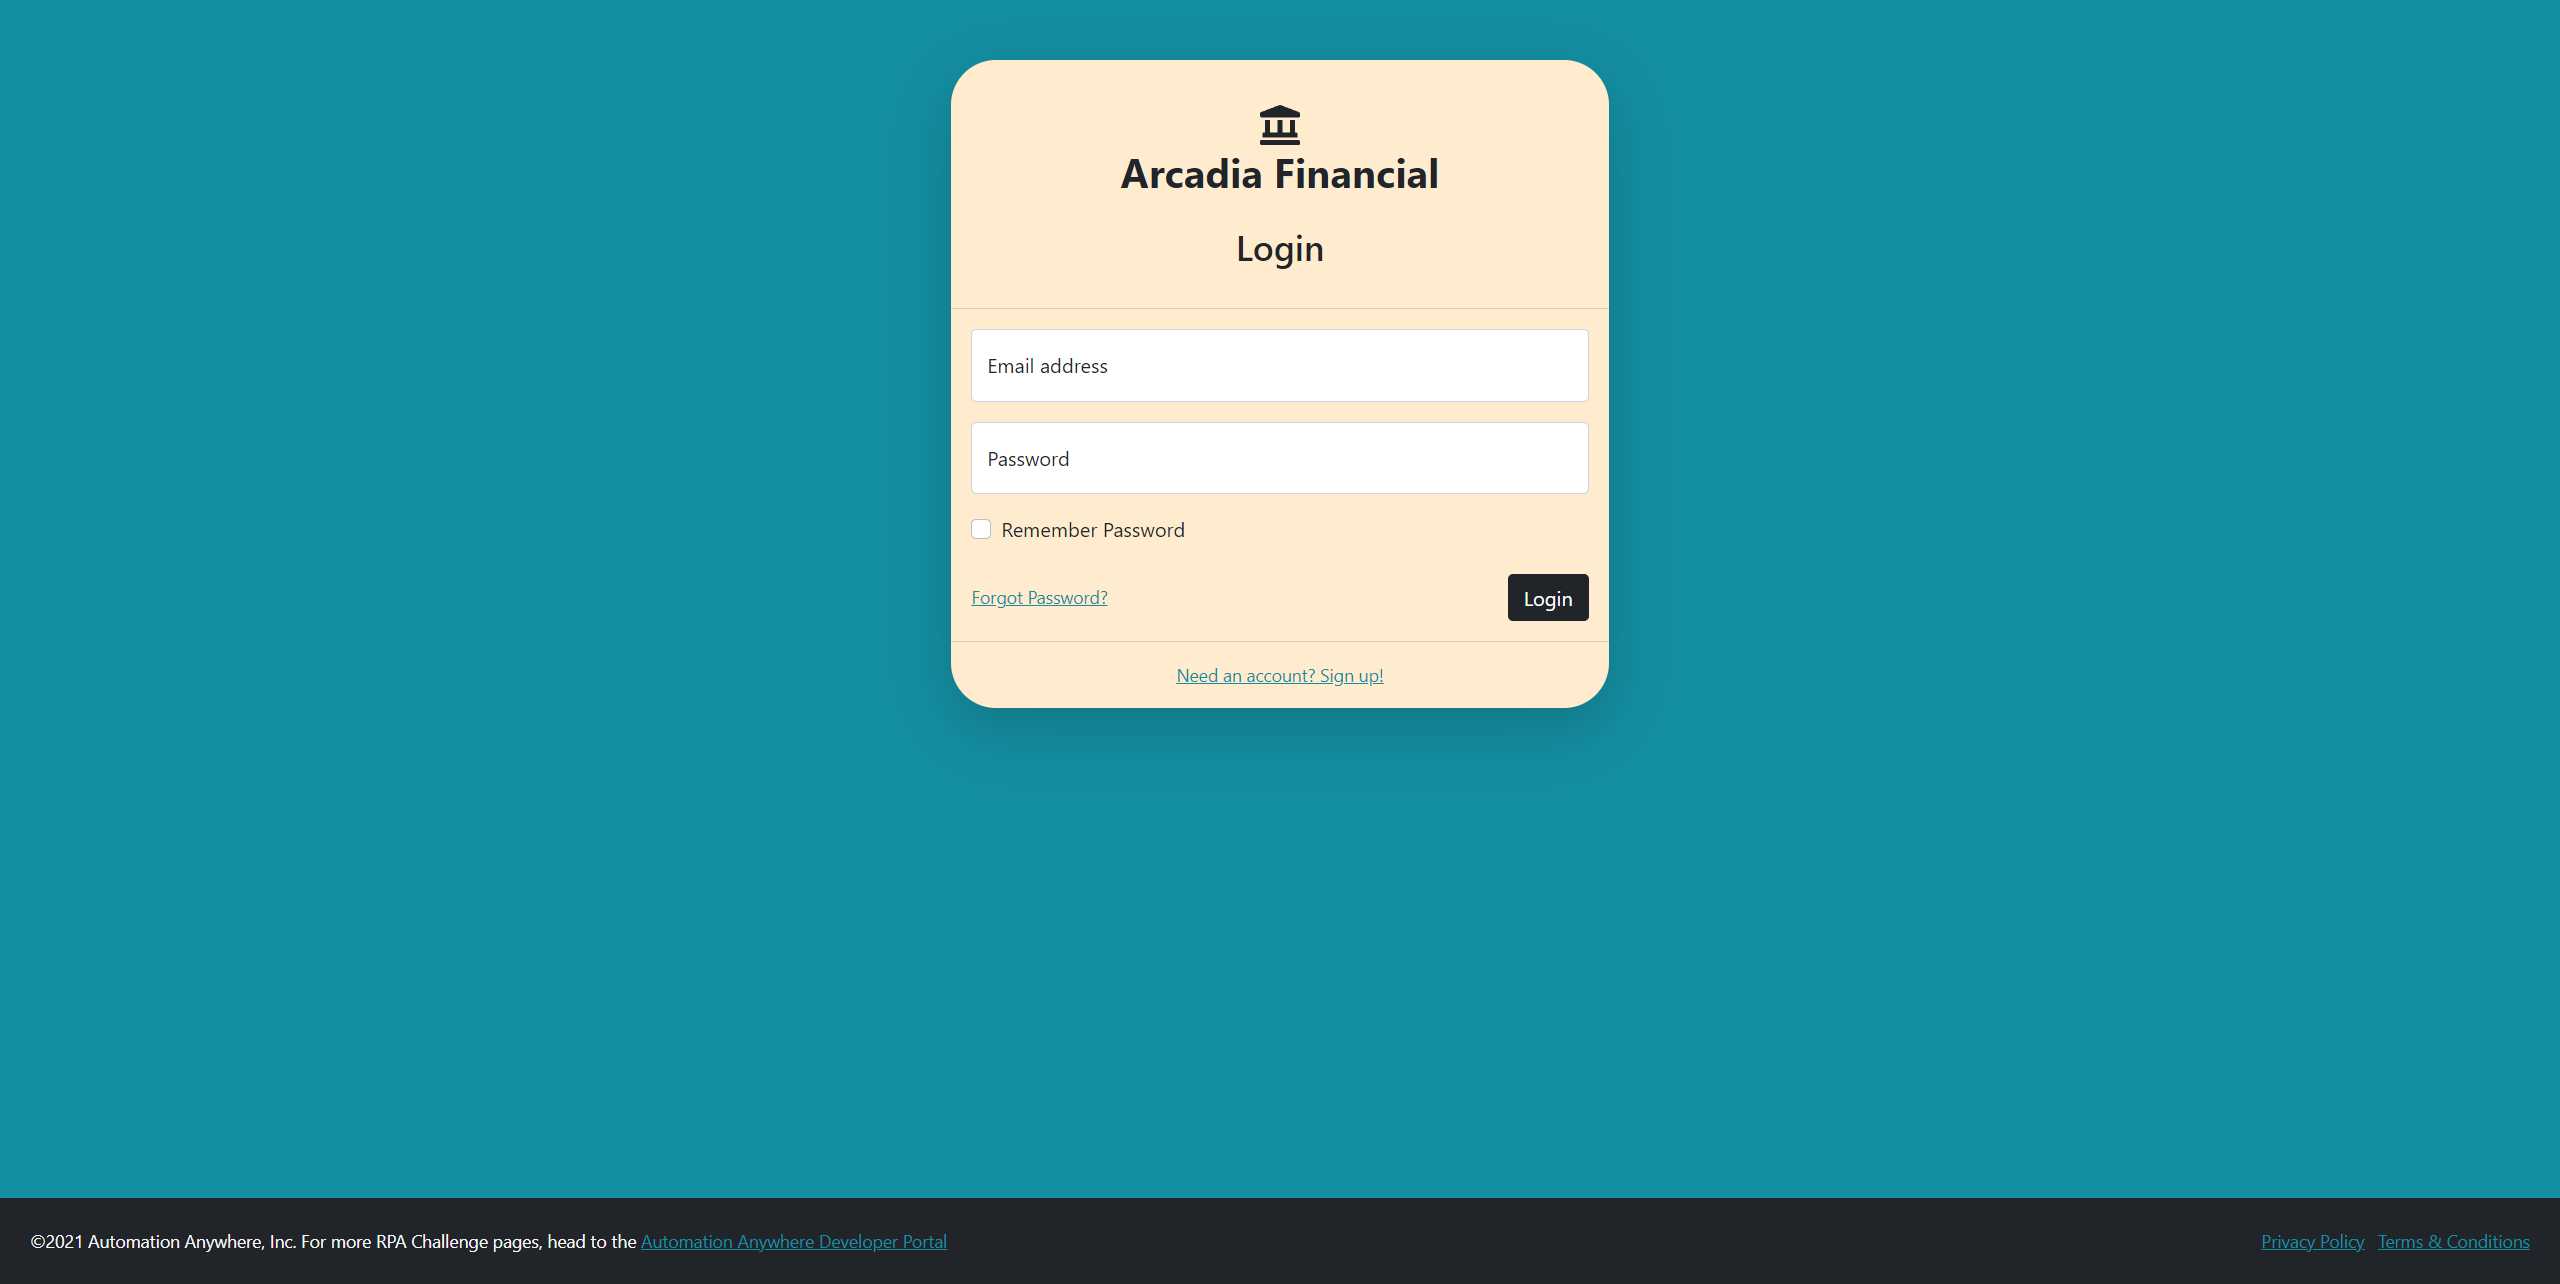 Arcadia Financial
Login
Email address
Password
Remember Password
Forgot Password?
Login
Need an account? Sign up!
©2021 Automation Anywhere, Inc. For more RPA Challenge pages, head to the Automation Anywhere Developer Portal
Privacy Policy Terms & Conditions